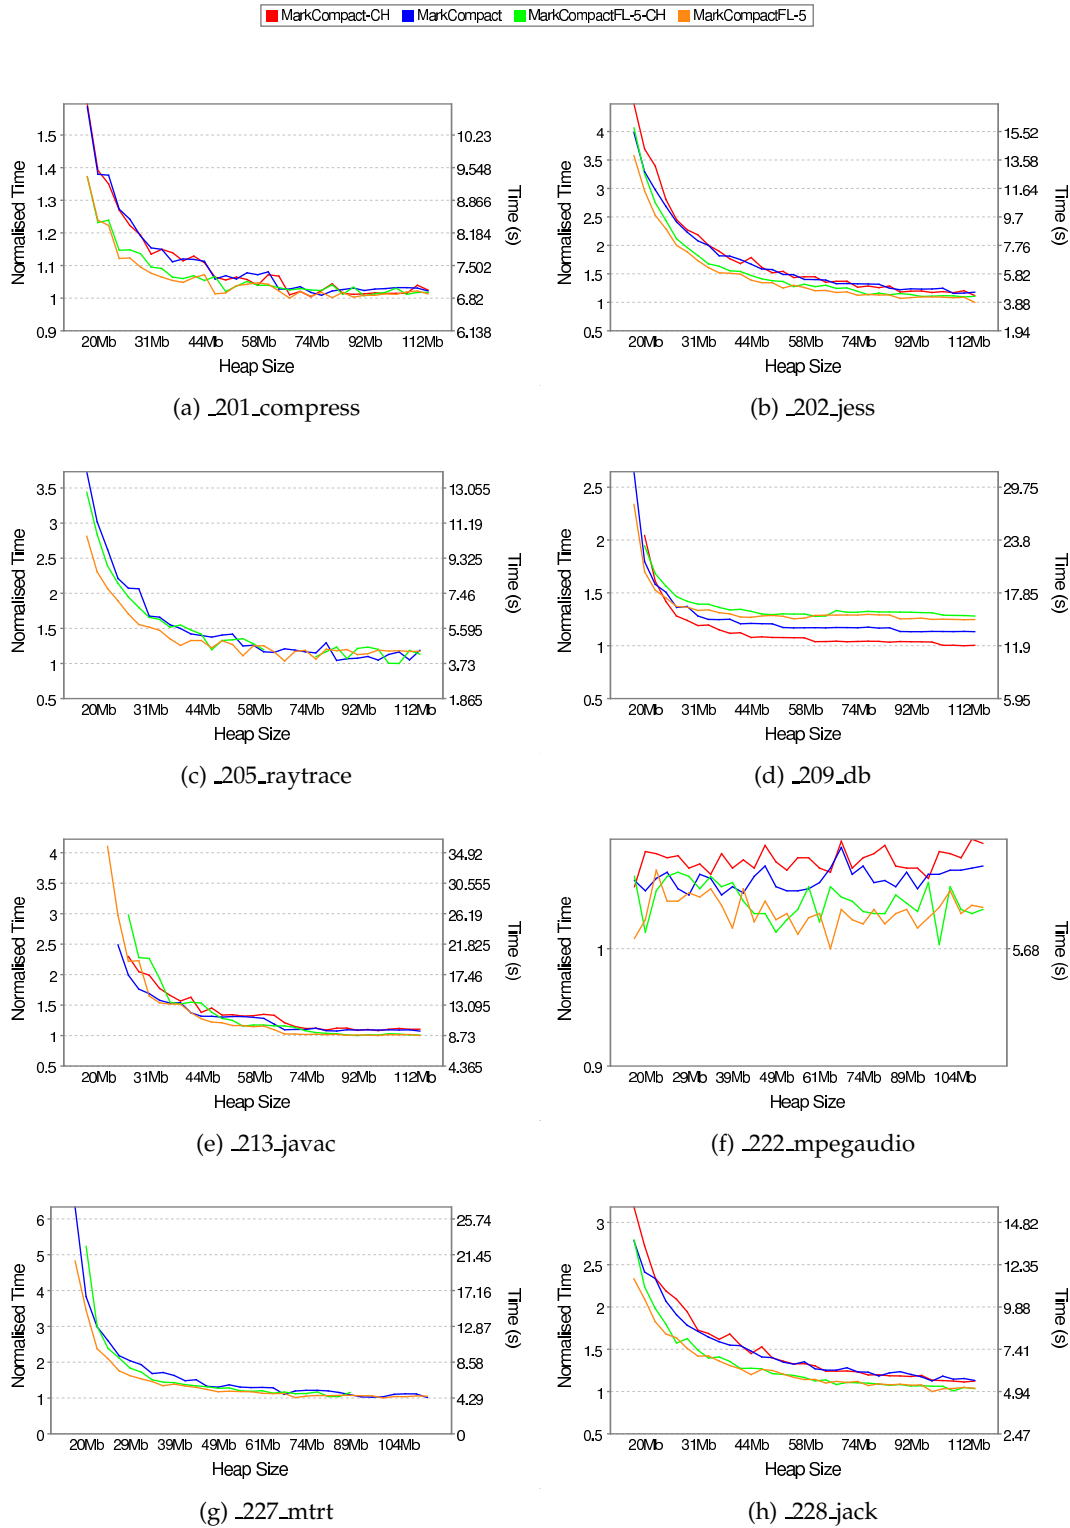 MarkCompact-CH MarkCompact MarkCompactFL-5-CH MarkCompactFL-5
Normalised Time
1.5
1.4
1.3
1.2
1.1
1
0.9
10.23
9.548
8.866
8.184
7.502
6.82
6.138
Time (s)
20Mb 31Mb 44Mb 58Mb 74Mb 92Mb 112Mb
Heap Size
(a) _201_compress
Normalised Time
4
3.5
3
2.5
2
1.5
1
0.5
15.52
13.58
11.64
9.7
7.76
5.82
3.88
1.94
Time (s)
20Mb 31Mb 44Mb 58Mb 74Mb 92Mb 112Mb
Heap Size
(b) _202_jess
Normalised Time
3.5
3
2.5
2
1.5
1
0.5
13.055
11.19
9.325
7.46
5.595
3.73
1.865
Time (s)
20Mb 31Mb 44Mb 58Mb 74Mb 92Mb 112Mb
Heap Size
(c) _205_raytrace
Normalised Time
2.5
2
1.5
1
0.5
29.75
23.8
17.85
11.9
5.95
Time (s)
20Mb 31Mb 44Mb 58Mb 74Mb 92Mb 112Mb
Heap Size
(d) _209_db
Normalised Time
4
3.5
3
2.5
2
1.5
1
0.5
34.92
30.555
26.19
21.825
17.46
13.095
8.73
4.365
Time (s)
20Mb 31Mb 44Mb 58Mb 74Mb 92Mb 112Mb
Heap Size
(e) _213_javac
Normalised Time
1
0.9
5.68
Time (s)
20Mb 29Mb 39Mb 49Mb 61Mb 74Mb 89Mb 104Mb
Heap Size
(f) _222_mpegaudio
Normalised Time
6
5
4
3
2
1
0
25.74
21.45
17.16
12.87
8.58
4.29
0
Time (s)
20Mb 29Mb 39Mb 49Mb 61Mb 74Mb 89Mb 104Mb
Heap Size
(g) _227_mtrt
Normalised Time
3
2.5
2
1.5
1
0.5
14.82
12.35
9.88
7.41
4.94
2.47
Time (s)
20Mb 31Mb 44Mb 58Mb 74Mb 92Mb 112Mb
Heap Size
(h) _228_jack